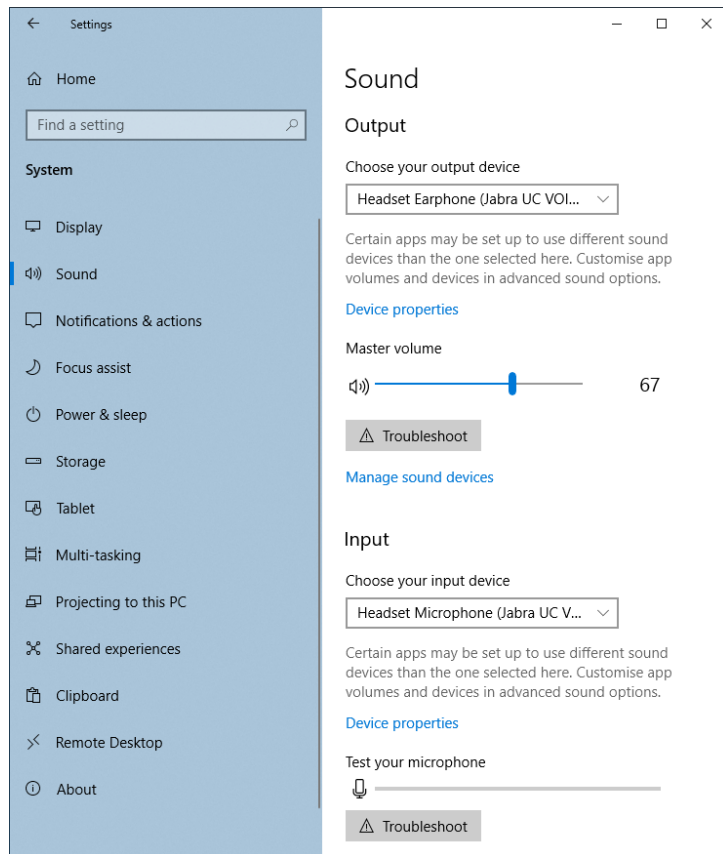 Settings
Home
Find a setting
System
Display
Sound
Notifications & actions
Focus assist
Power & sleep
Storage
Tablet
Multi-tasking
Projecting to this PC
Shared experiences
Clipboard
Remote Desktop
About
Sound
Output
Choose your output device
Headset Earphone (Jabra UC VOI...
Certain apps may be set up to use different sound
devices than the one selected here. Customise app
volumes and devices in advanced sound options.
Device properties
Master volume
67
Troubleshoot
Manage sound devices
Input
Choose your input device
Headset Microphone (Jabra UC V...
Certain apps may be set up to use different sound
devices than the one selected here. Customise app
volumes and devices in advanced sound options.
Device properties
Test your microphone
Troubleshoot